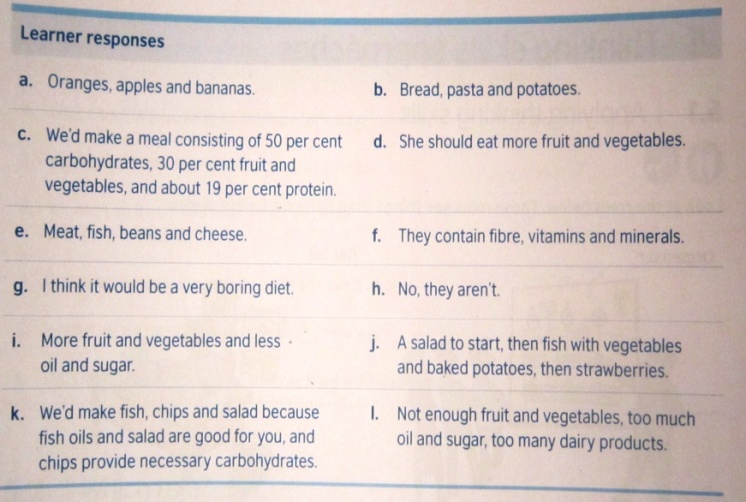 Learner responses
a. Oranges, apples and bananas.
b. Bread, pasta and potatoes.
c. We'd make a meal consisting of 50 per cent
carbohydrates, 30 per cent fruit and
vegetables, and about 19 per cent protein.
d. She should eat more fruit and vegetables.
e. Meat, fish, beans and cheese.
f. They contain fibre, vitamins and minerals.
g. I think it would be a very boring diet.
h. No, they aren't.
i. More fruit and vegetables and less
oil and sugar.
j. A salad to start, then fish with vegetables
and baked potatoes, then strawberries.
k. We'd make fish, chips and salad because
fish oils and salad are good for you, and
chips provide necessary carbohydrates.
l. Not enough fruit and vegetables, too much
oil and sugar, too many dairy products.